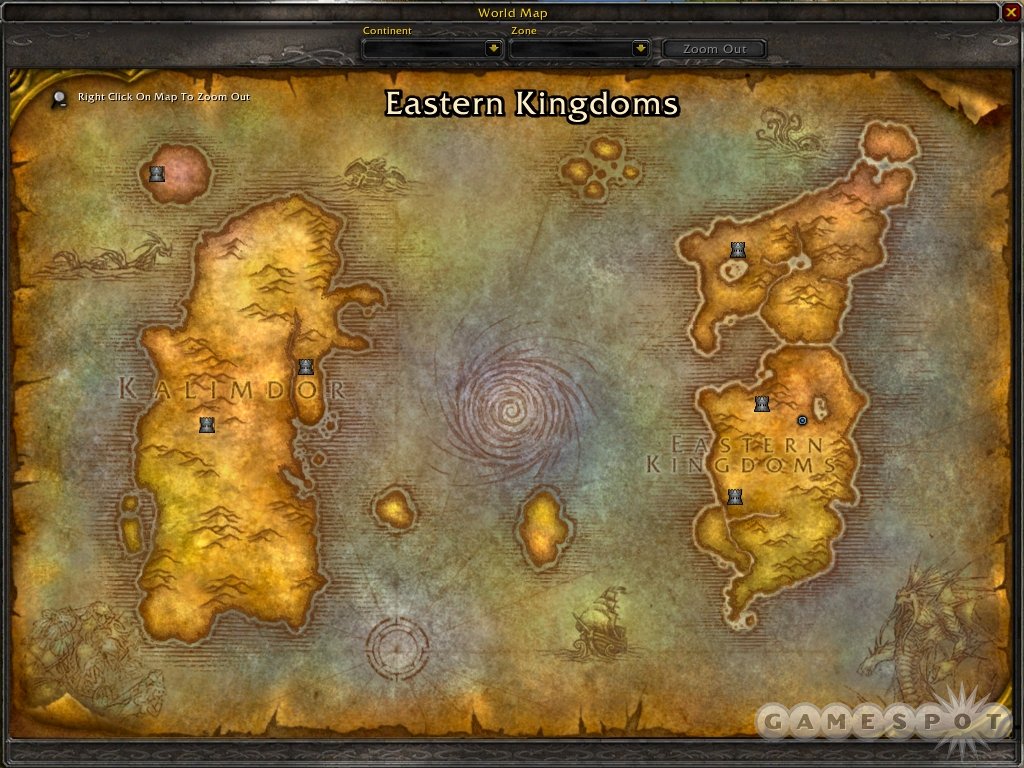 World Map
Continent
Zone
Zoom Out
Right Click On Map To Zoom Out
Eastern Kingdoms
KALIMDOR
EASTERN
KINGDOMS
GAMESPOT